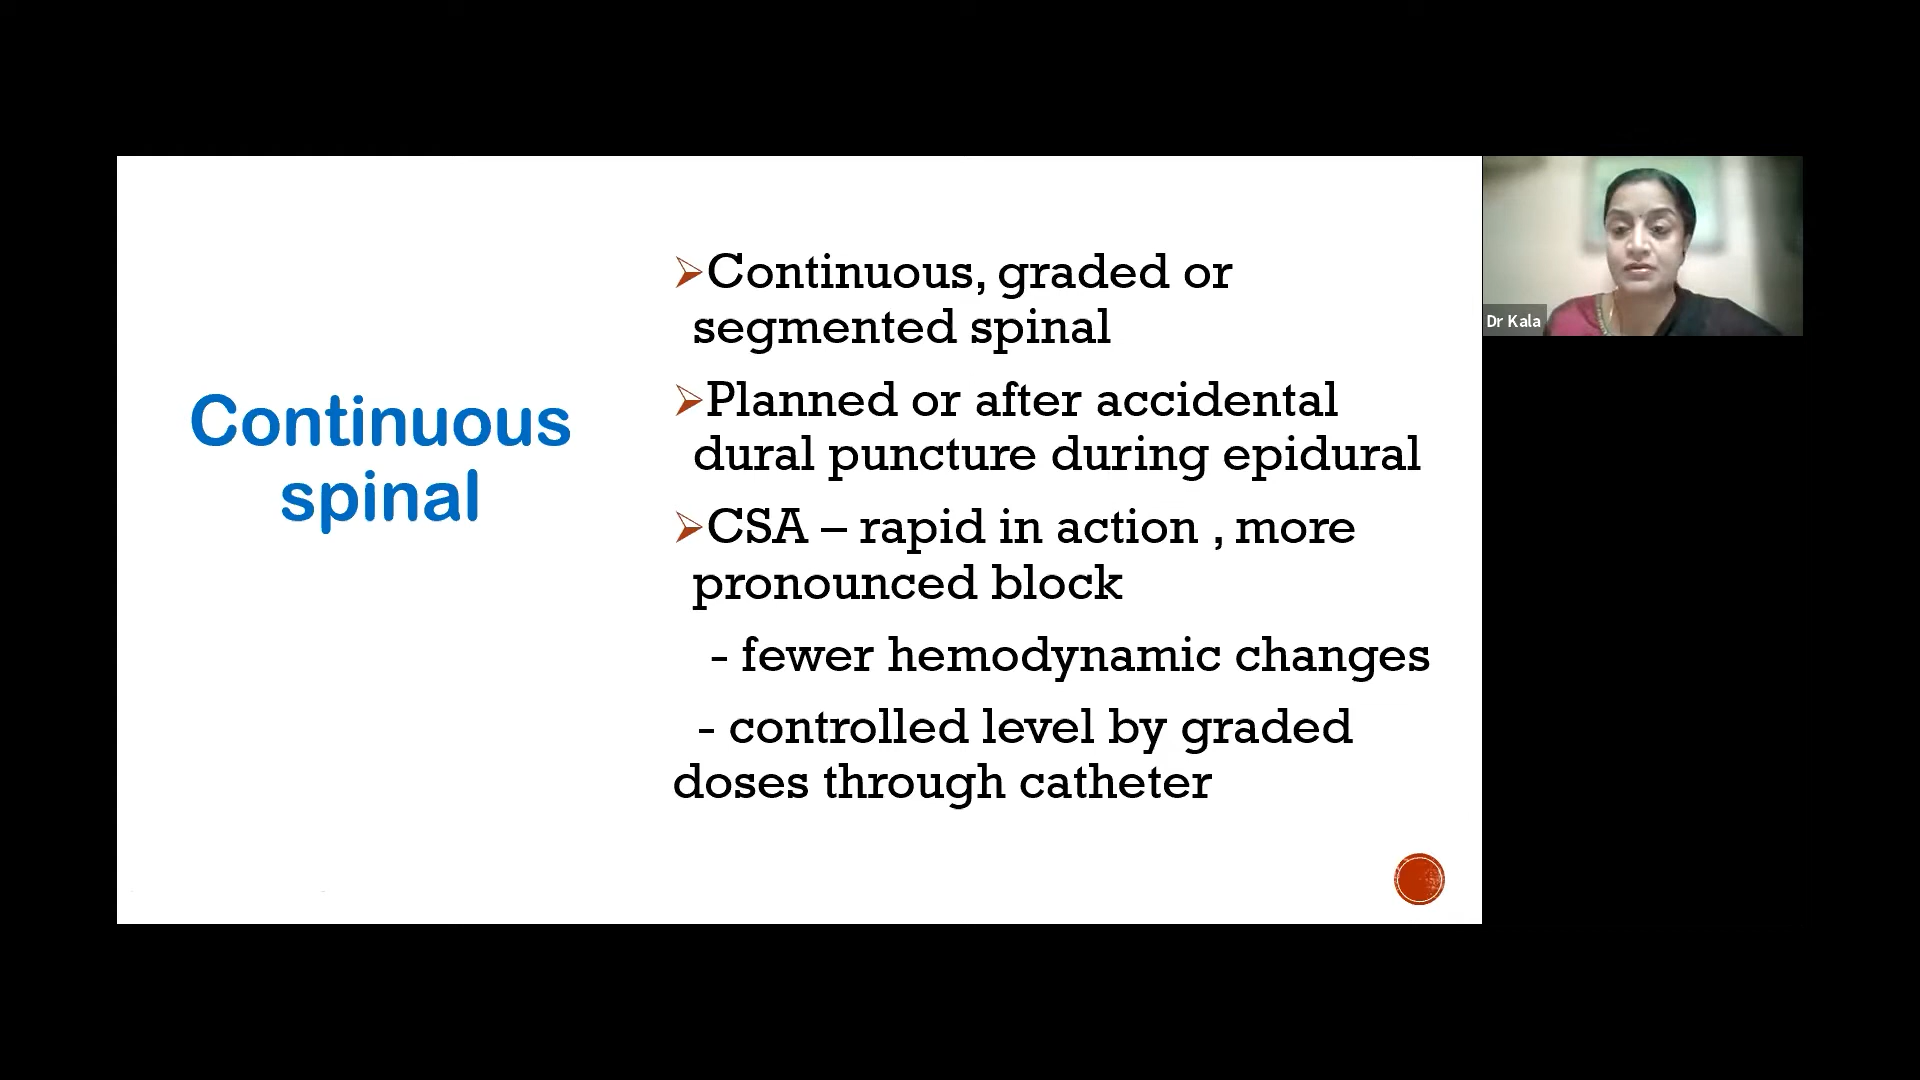 Continuous
spinal
➢Continuous, graded or
segmented spinal
➢Planned or after accidental
dural puncture during epidural
➢CSA – rapid in action , more
pronounced block
- fewer hemodynamic changes
- controlled level by graded
doses through catheter
Dr Kala